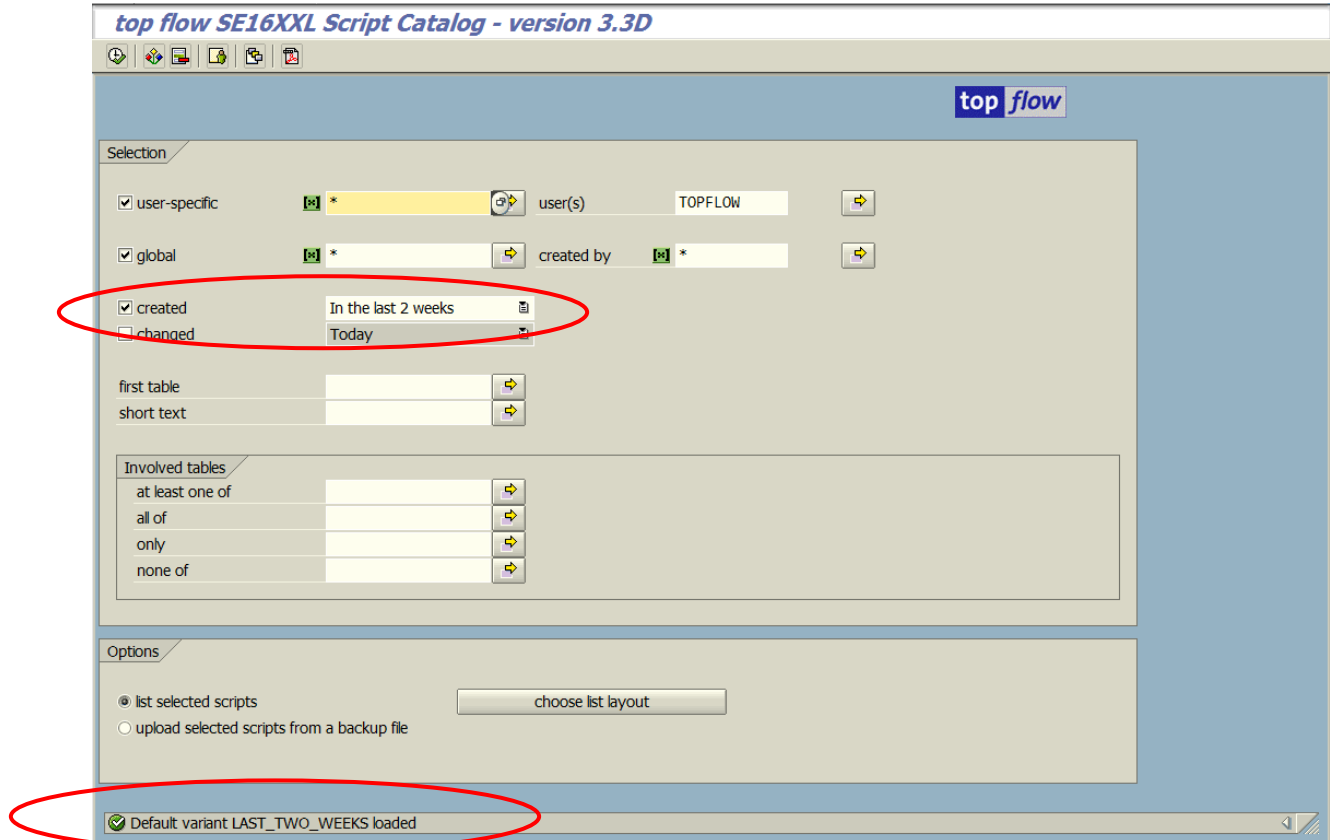 top flow SE16XXL Script Catalog - version 3.3D
top flow
Selection
user-specific * user(s) TOPFLOW
global * created by *
created In the last 2 weeks
changed Today
first table
short text
Involved tables
at least one of
all of
only
none of
Options
list selected scripts choose list layout
upload selected scripts from a backup file
Default variant LAST_TWO_WEEKS loaded